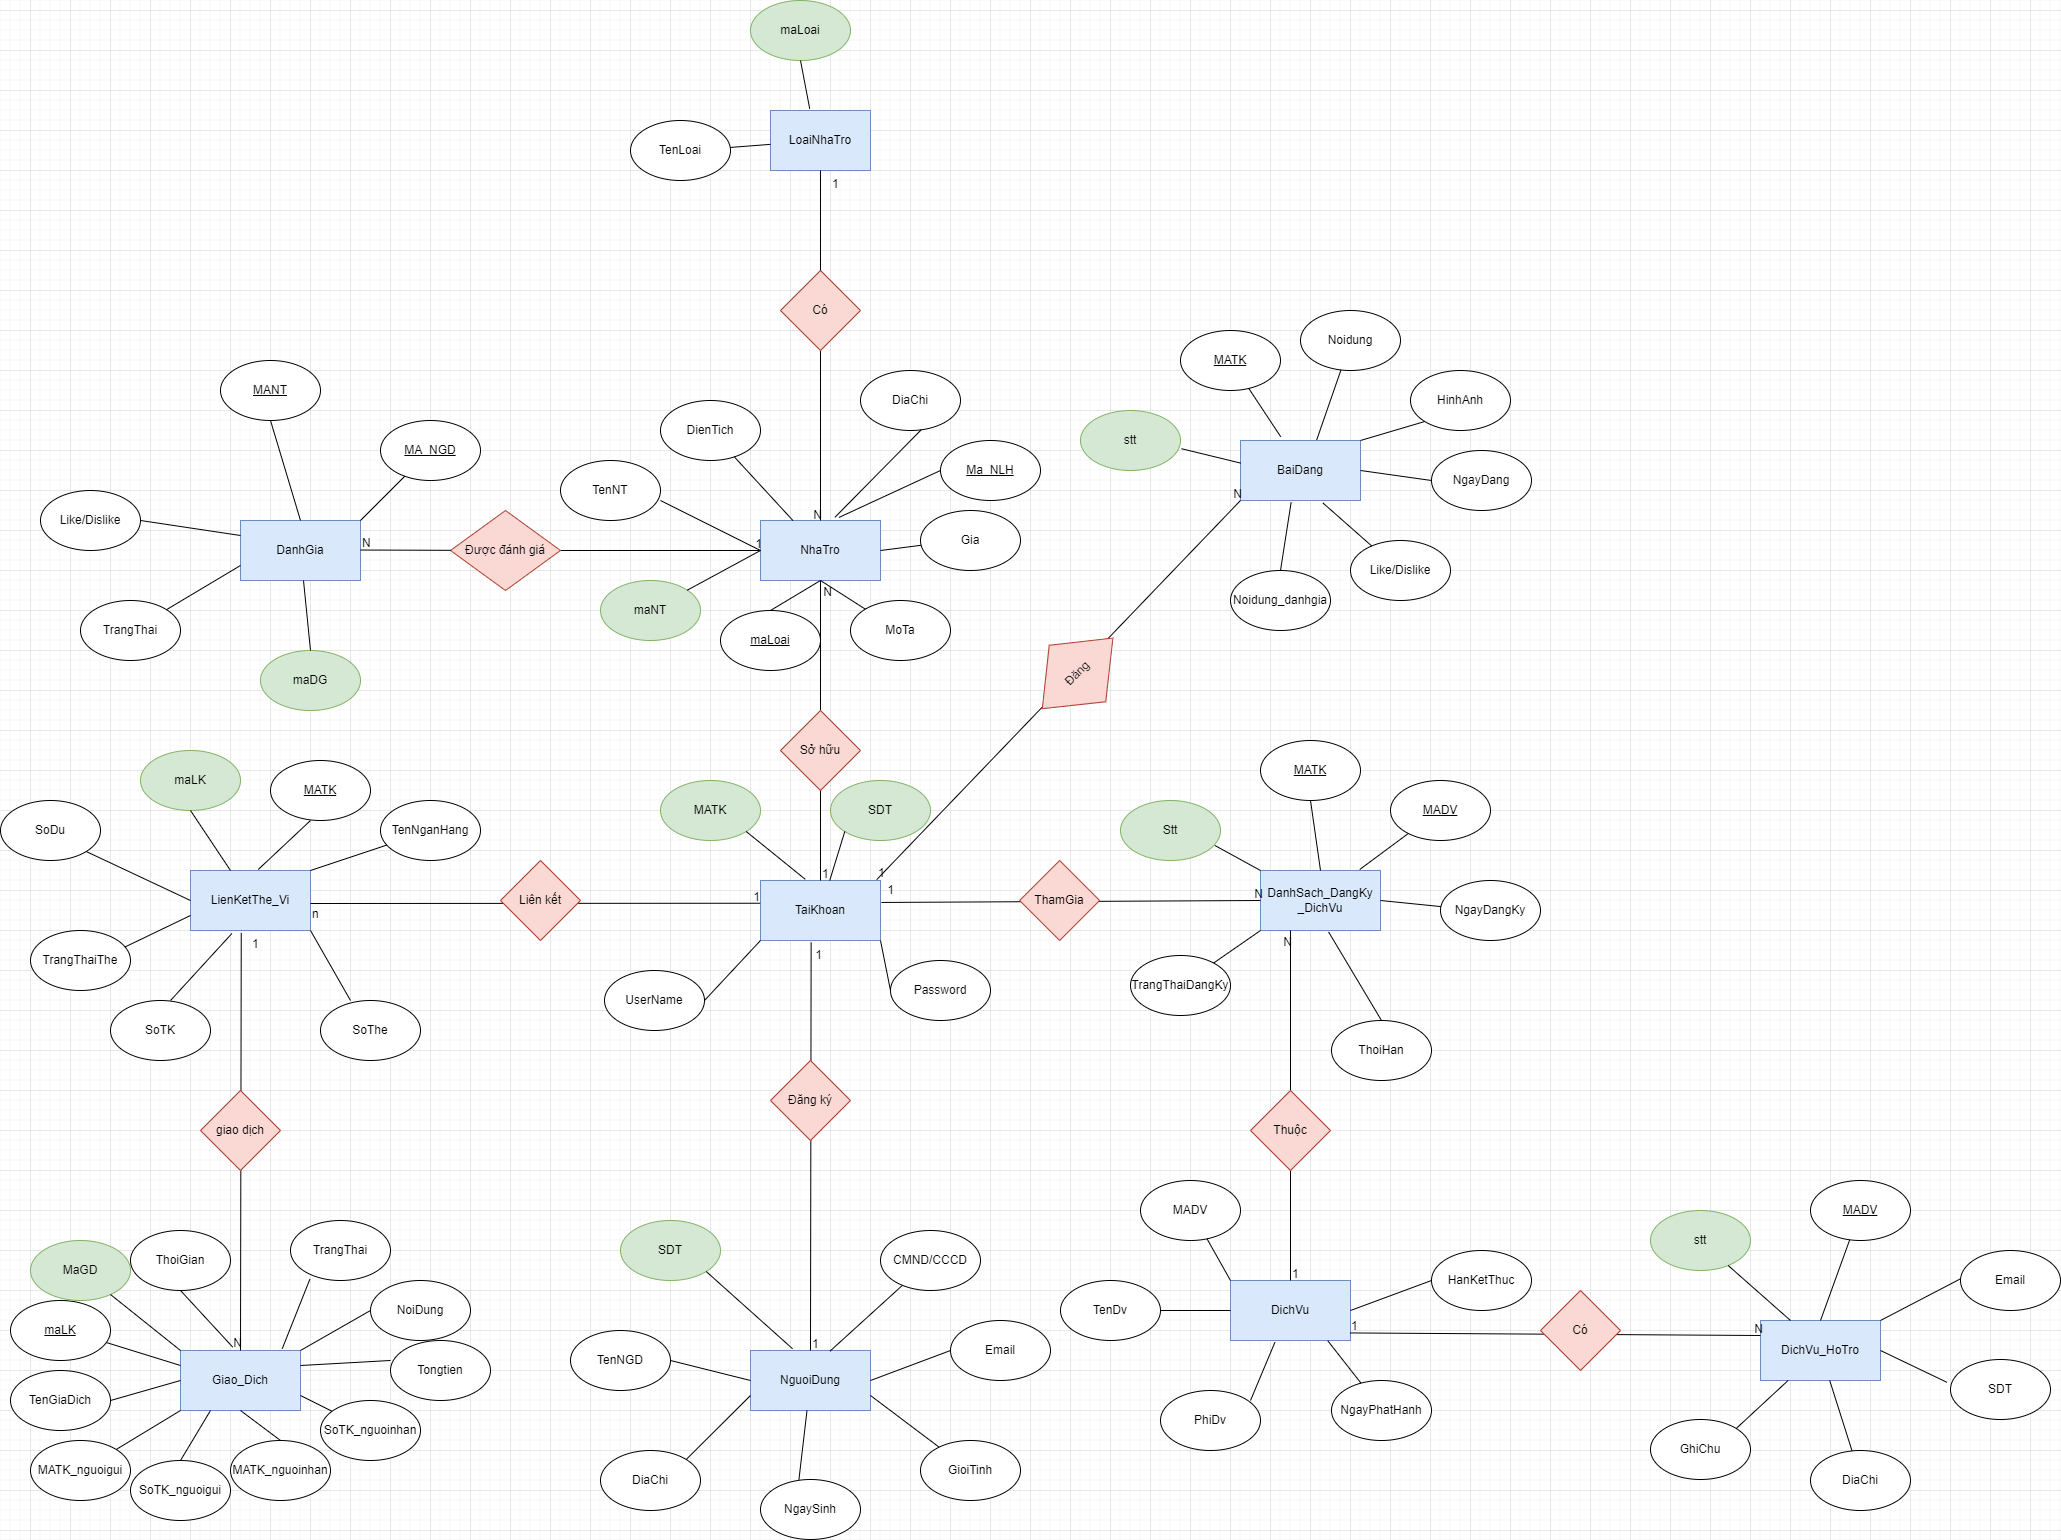 maLoai
LoaiNhaTro
TenLoai
1
Có
MANT
MA_NGD
Like/Dislike
DanhGia
N
TrangThai
maDG
Được đánh giá
DienTich
DiaChi
TenNT
Ma_NLH
N
1
NhaTro
Gia
maNT
N
maLoai
MoTa
MATK
Noidung
HinhAnh
stt
BaiDang
NgayDang
N
Noidung_danhgia
Like/Dislike
Đăng
Sở hữu
maLK
MATK
SoDu
TenNganHang
LienKetThe_Vi
n
TrangThaiThe
1
SoTK
SoThe
Liên kết
MATK
SDT
1
1
1
1
TaiKhoan
1
UserName
Password
ThamGia
MATK
MADV
Stt
N
DanhSach_DangKy
_DichVu
NgayDangKy
N
TrangThaiDangKy
ThoiHan
giao dịch
Đăng ký
Thuộc
ThoiGian
TrangThai
MaGD
NoiDung
maLK
N
Tongtien
Giao_Dich
TenGiaDich
SoTK_nguoinhan
MATK_nguoigui
MATK_nguoinhan
SoTK_nguoigui
SDT
CMND/CCCD
TenNGD
1
Email
NguoiDung
DiaChi
GioiTinh
NgaySinh
MADV
1
HanKetThuc
TenDv
DichVu
1
PhiDv
NgayPhatHanh
Có
MADV
stt
Email
N
DichVu_HoTro
SDT
GhiChu
DiaChi